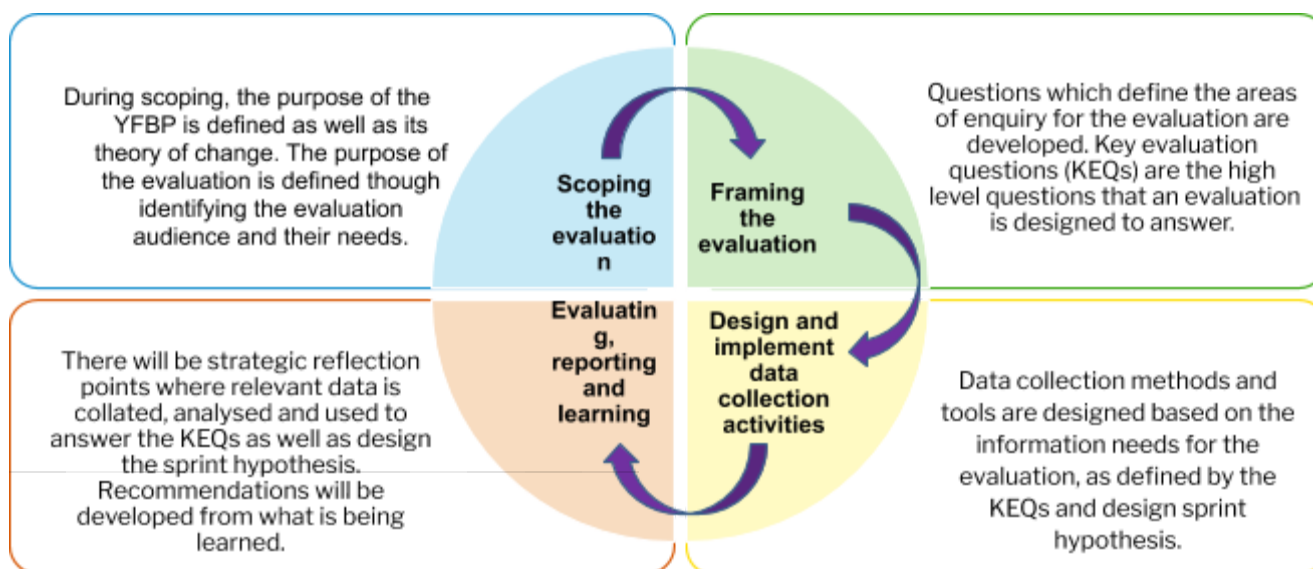 During scoping, the purpose of the
YFBP is defined as well as its
theory of change. The purpose of
the evaluation is defined though
identifying the evaluation
audience and their needs.
Scoping
the
evaluatio
n
Framing
the
evaluation
Questions which define the areas
of enquiry for the evaluation are
developed. Key evaluation
questions (KEQs) are the high
level questions that an evaluation
is designed to answer.
There will be strategic reflection
points where relevant data is
collated, analysed and used to
answer the KEQs as well as design
the sprint hypothesis.
Recommendations will be
developed from what is being
learned.
Evaluatin
g,
reporting
and
learning
Design and
implement
data
collection
activities
Data collection methods and
tools are designed based on the
information needs for the
evaluation, as defined by the
KEQs and design sprint
hypothesis.